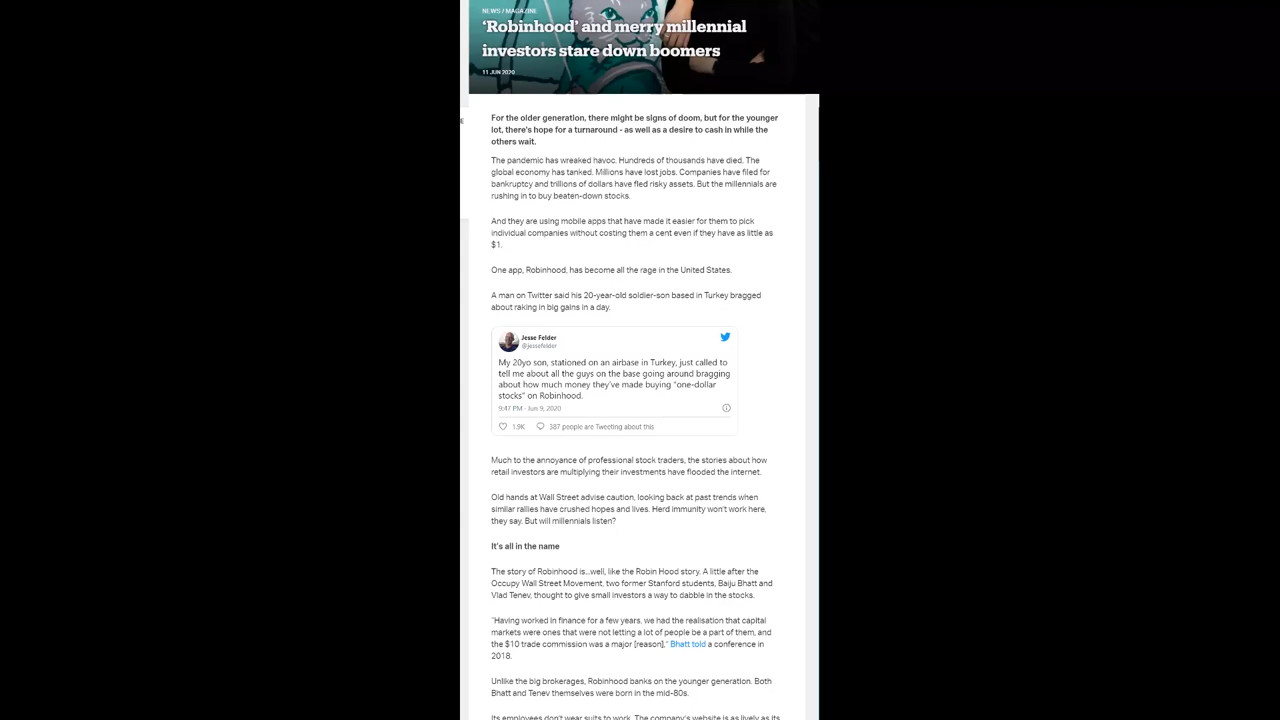 NEWS / MAGAZINE
‘Robinhood’ and merry millennial
investors stare down boomers
11 JUN 2020
For the older generation, there might be signs of doom, but for the younger
lot, there's hope for a turnaround - as well as a desire to cash in while the
others wait.
The pandemic has wreaked havoc. Hundreds of thousands have died. The
global economy has tanked. Millions have lost jobs. Companies have filed for
bankruptcy and trillions of dollars have fled risky assets. But the millennials are
rushing in to buy beaten-down stocks.
And they are using mobile apps that have made it easier for them to pick
individual companies without costing them a cent even if they have as little as
$1.
One app, Robinhood, has become all the rage in the United States.
A man on Twitter said his 20-year-old soldier-son based in Turkey bragged
about raking in big gains in a day.
Jesse Felder
@jessefelder
My 20yo son, stationed on an airbase in Turkey, just called to
tell me about all the guys on the base going around bragging
about how much money they've made buying "one-dollar
stocks" on Robinhood.
9:47 PM · Jun 9, 2020
1.9K 387 people are Tweeting about this
Much to the annoyance of professional stock traders, the stories about how
retail investors are multiplying their investments have flooded the internet.
Old hands at Wall Street advise caution, looking back at past trends when
similar rallies have crushed hopes and lives. Herd immunity won't work here,
they say. But will millennials listen?
It's all in the name
The story of Robinhood is...well, like the Robin Hood story. A little after the
Occupy Wall Street Movement, two former Stanford students, Baiju Bhatt and
Vlad Tenev, thought to give small investors a way to dabble in the stocks.
"Having worked in finance for a few years, we had the realisation that capital
markets were ones that were not letting a lot of people be a part of them, and
the $10 trade commission was a major [reason]," Bhatt told a conference in
2018.
Unlike the big brokerages, Robinhood banks on the younger generation. Both
Bhatt and Tenev themselves were born in the mid-80s.
Its employees don't wear suits to work. The company's website is as lively as its